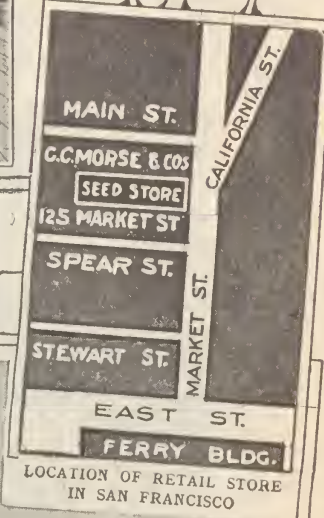 MAIN ST.
CALIFORNIA ST.
C.C.MORSE & COS
SEED STORE
125 MARKET ST
SPEAR ST.
MARKET ST.
STEWART ST.
EAST ST.
FERRY BLDG.
LOCATION OF RETAIL STORE
IN SAN FRANCISCO